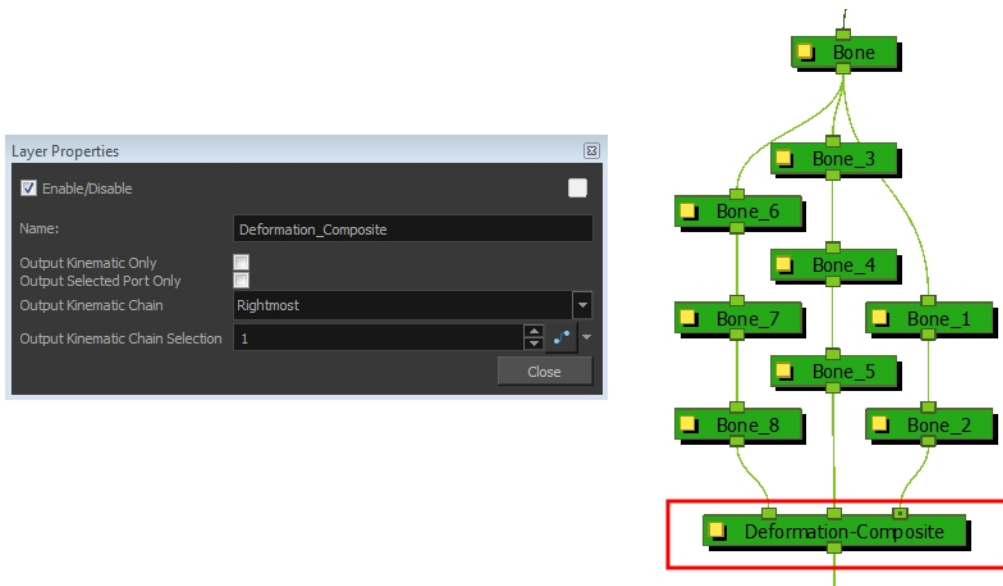 Layer Properties
Enable/Disable
Name: Deformation_Composite
Output Kinematic Only
Output Selected Port Only
Output Kinematic Chain Rightmost
Output Kinematic Chain Selection 1
Close
Bone
Bone_3
Bone_6
Bone_4
Bone_7 Bone_1
Bone_5
Bone_8 Bone_2
Deformation-Composite